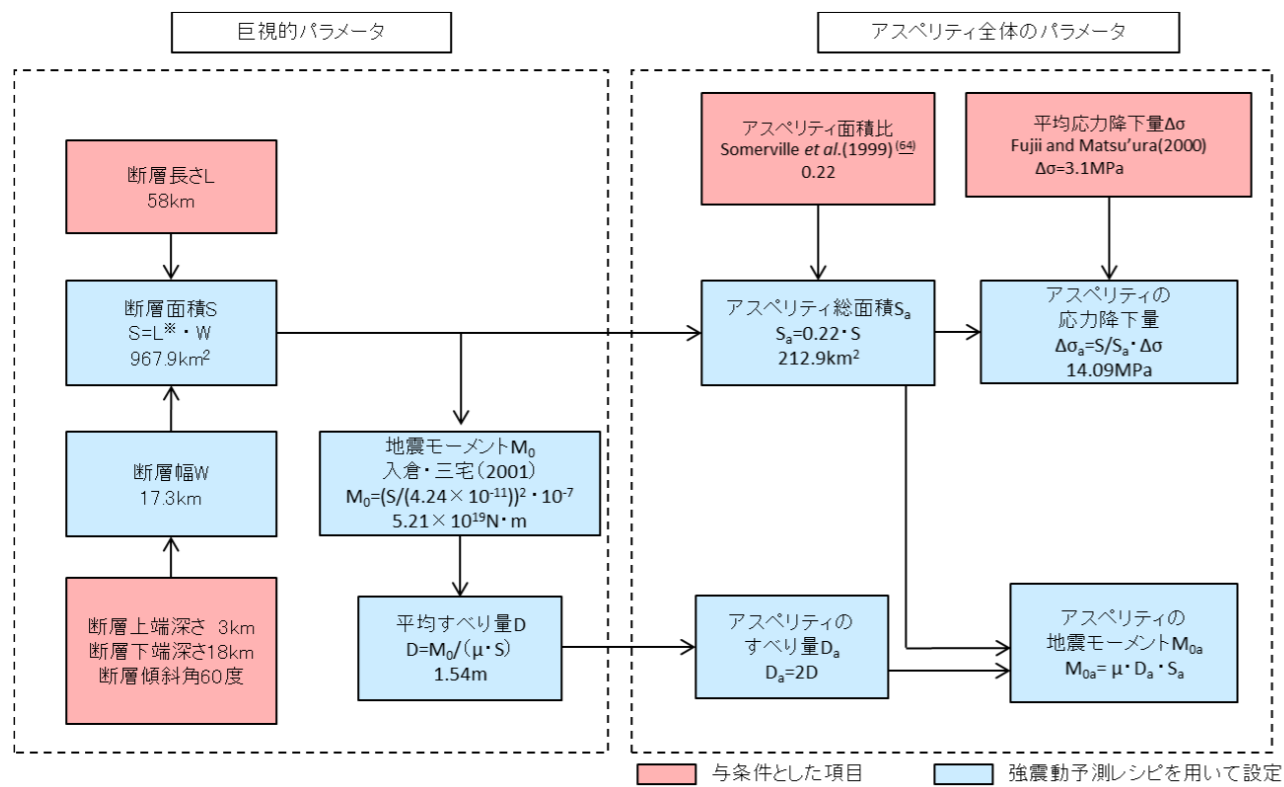 巨視的パラメータ
断層長さL
58km
断層面積S
S=L※・W
967.9km²
断層幅W
17.3km
断層上端深さ 3km
断層下端深さ18km
断層傾斜角60度
地震モーメントM₀
入倉・三宅(2001)
M₀=(S/(4.24×10⁻¹¹))²・10⁻⁷
5.21×10¹⁹N・m
平均すべり量D
D=M₀/(μ・S)
1.54m
アスペリティ全体のパラメータ
アスペリティ面積比
Somerville et al.(1999)⁽⁶⁴⁾
0.22
平均応力降下量Δσ
Fujii and Matsu'ura(2000)
Δσ=3.1MPa
アスペリティ総面積Sₐ
Sₐ=0.22・S
212.9km²
アスペリティの
応力降下量
Δσₐ=S/Sₐ・Δσ
14.09MPa
アスペリティの
すべり量Dₐ
Dₐ=2D
アスペリティの
地震モーメントM₀ₐ
M₀ₐ= μ・Dₐ・Sₐ
与条件とした項目
強震動予測レシピを用いて設定